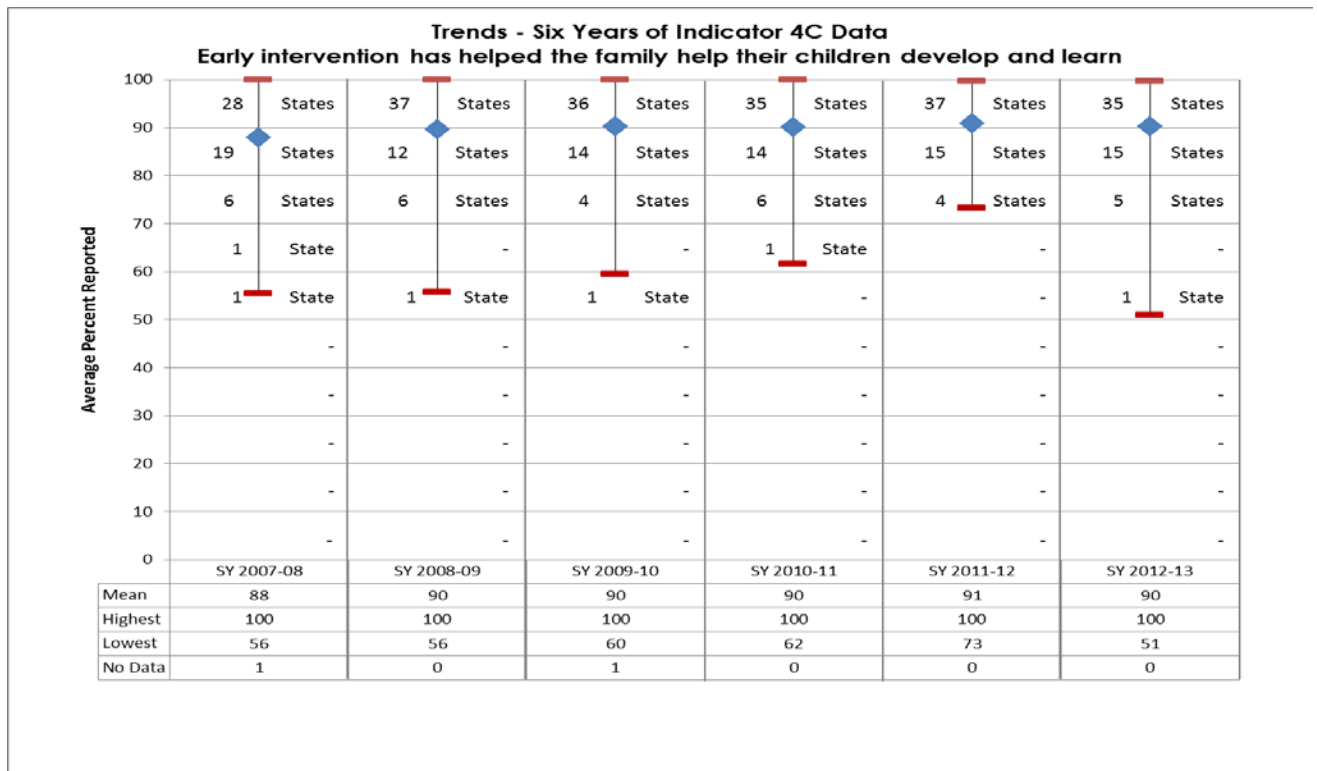 Trends - Six Years of Indicator 4C Data
Early intervention has helped the family help their children develop and learn
Average Percent Reported
100
28 States 37 States 36 States 35 States 37 States 35 States
90
19 States 12 States 14 States 14 States 15 States 15 States
80
6 States 6 States 4 States 6 States 4 States 5 States
70
1 State - - 1 State - -
60
1 State 1 State 1 State - - 1 State
50
- - - - - -
40
- - - - - -
30
- - - - - -
20
- - - - - -
10
- - - - - -
0
SY 2007-08 SY 2008-09 SY 2009-10 SY 2010-11 SY 2011-12 SY 2012-13
Mean 88 90 90 90 91 90
Highest 100 100 100 100 100 100
Lowest 56 56 60 62 73 51
No Data 1 0 1 0 0 0